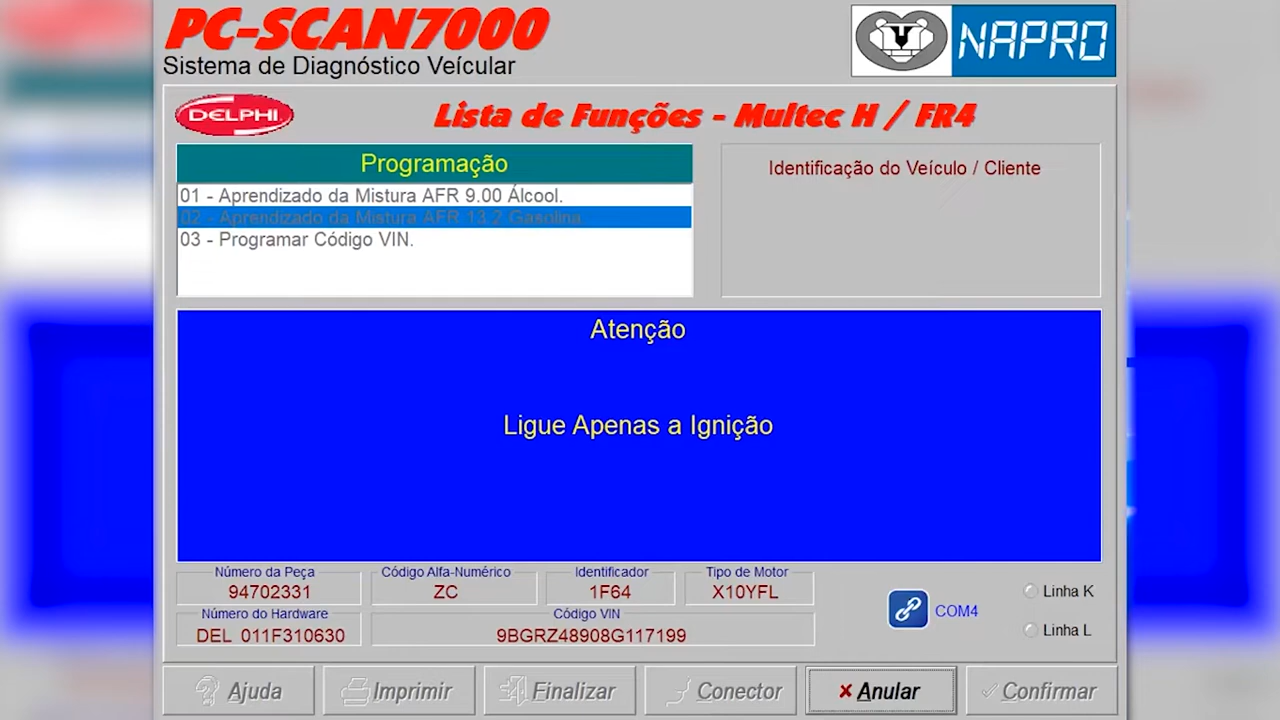 PC-SCAN7000
Sistema de Diagnóstico Veícular
NAPRO
DELPHI
Lista de Funções - Multec H / FR4
Programação
01 - Aprendizado da Mistura AFR 9.00 Álcool.
02 - Aprendizado da Mistura AFR 13.2 Gasolina.
03 - Programar Código VIN.
Identificação do Veículo / Cliente
Atenção
Ligue Apenas a Ignição
Número da Peça
94702331
Código Alfa-Numérico
ZC
Identificador
1F64
Tipo de Motor
X10YFL
Número do Hardware
DEL 011F310630
Código VIN
9BGRZ48908G117199
COM4
Linha K
Linha L
Ajuda
Imprimir
Finalizar
Conector
Anular
Confirmar